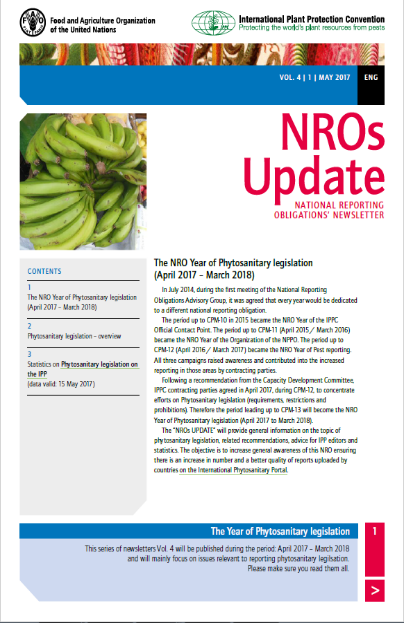 Food and Agriculture Organization
of the United Nations
International Plant Protection Convention
Protecting the world's plant resources from pests
VOL. 4 | 1 | MAY 2017
ENG
NROs
Update
NATIONAL REPORTING
OBLIGATIONS' NEWSLETTER
CONTENTS
1
The NRO Year of Phytosanitary legislation
(April 2017 – March 2018)
2
Phytosanitary legislation – overview
3
Statistics on Phytosanitary legislation on
the IPP
(data valid: 15 May 2017)
The NRO Year of Phytosanitary legislation
(April 2017 – March 2018)
In July 2014, during the first meeting of the National Reporting
Obligations Advisory Group, it was agreed that every year would be dedicated
to a different national reporting obligation.
The period up to CPM-10 in 2015 became the NRO Year of the IPPC
Official Contact Point. The period up to CPM-11 (April 2015 / March 2016)
became the NRO Year of the Organization of the NPPO. The period up to
CPM-12 (April 2016 / March 2017) became the NRO Year of Pest reporting.
All three campaigns raised awareness and contributed into the increased
reporting in those areas by contracting parties.
Following a recommendation from the Capacity Development Committee,
IPPC contracting parties agreed in April 2017, during CPM-12, to concentrate
efforts on Phytosanitary legislation (requirements, restrictions and
prohibitions). Therefore the period leading up to CPM-13 will become the NRO
Year of Phytosanitary legislation (April 2017 to March 2018).
The "NROs UPDATE" will provide general information on the topic of
phytosanitary legislation, related recommendations, advice for IPP editors and
statistics. The objective is to increase general awareness of this NRO ensuring
there is an increase in number and a better quality of reports uploaded by
countries on the International Phytosanitary Portal.
The Year of Phytosanitary legislation
1
This series of newsletters Vol. 4 will be published during the period: April 2017 – March 2018
and will mainly focus on issues relevant to reporting phytosanitary legilsation.
Please make sure you read them all.
>